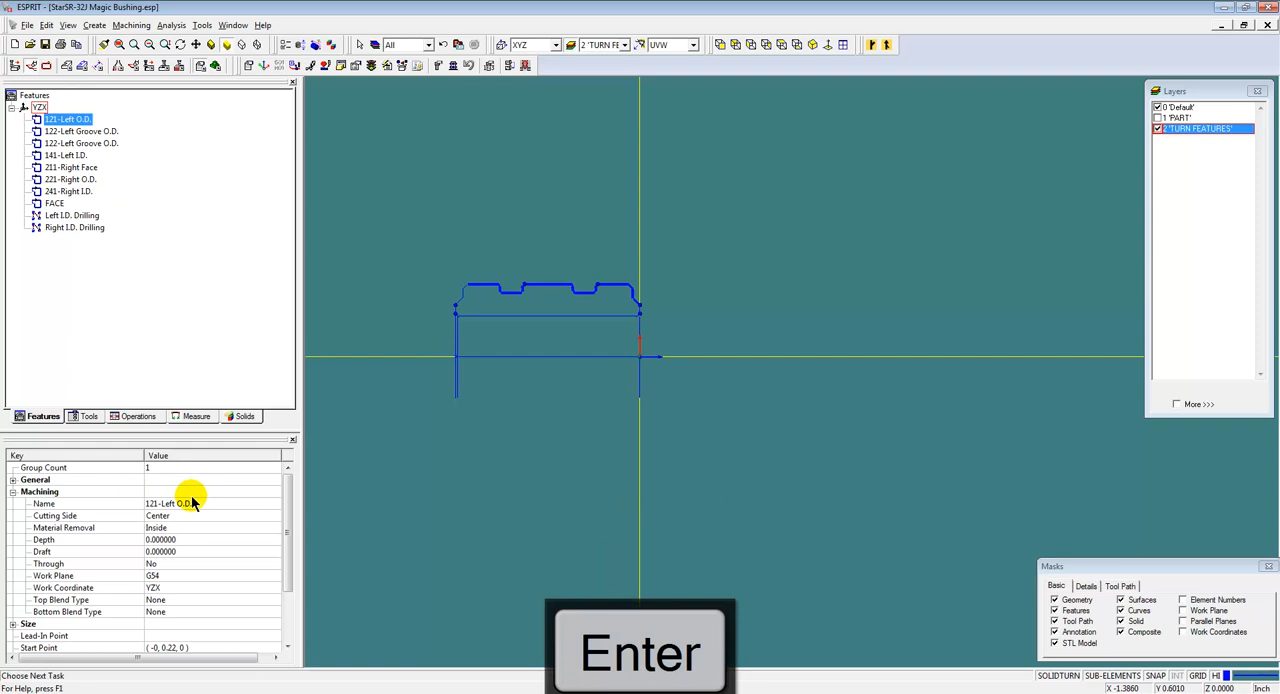 ESPRIT - [StarSR-32J Magic Bushing.esp]
File Edit View Create Machining Analysis Tools Window Help
All XYZ 2 'TURN FE UVW
Features
YZX
121-Left O.D.
122-Left Groove O.D.
122-Left Groove O.D.
141-Left I.D.
211-Right Face
221-Right O.D.
241-Right I.D.
FACE
Left I.D. Drilling
Right I.D. Drilling
Features Tools Operations Measure Solids
Key Value
Group Count 1
General
Machining
Name 121-Left O.D.
Cutting Side Center
Material Removal Inside
Depth 0.000000
Draft 0.000000
Through No
Work Plane G54
Work Coordinate YZX
Top Blend Type None
Bottom Blend Type None
Size
Lead-In Point
Start Point ( -0, 0.22, 0 )
Layers
0 'Default'
1 'PART'
2 'TURN FEATURES'
More >>>
Masks
Basic Details Tool Path
Geometry Surfaces Element Numbers
Features Curves Work Plane
Tool Path Solid Parallel Planes
Annotation Composite Work Coordinates
STL Model
Enter
Choose Next Task SOLIDTURN SUB-ELEMENTS SNAP INT GRID HI
For Help, press F1 X -1.3860 Y 0.6010 Z 0.0000 Inch